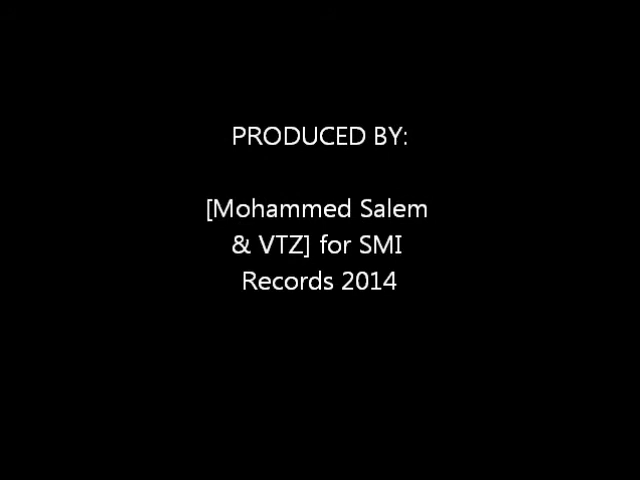 PRODUCED BY:
[Mohammed Salem
& VTZ] for SMI
Records 2014